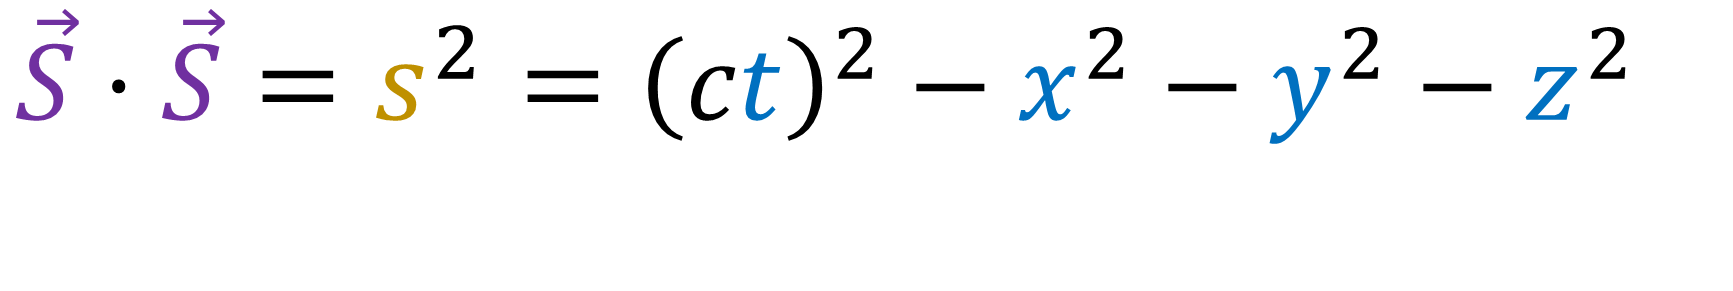 S⃗ · S⃗ = s² = (ct)² − x² − y² − z²